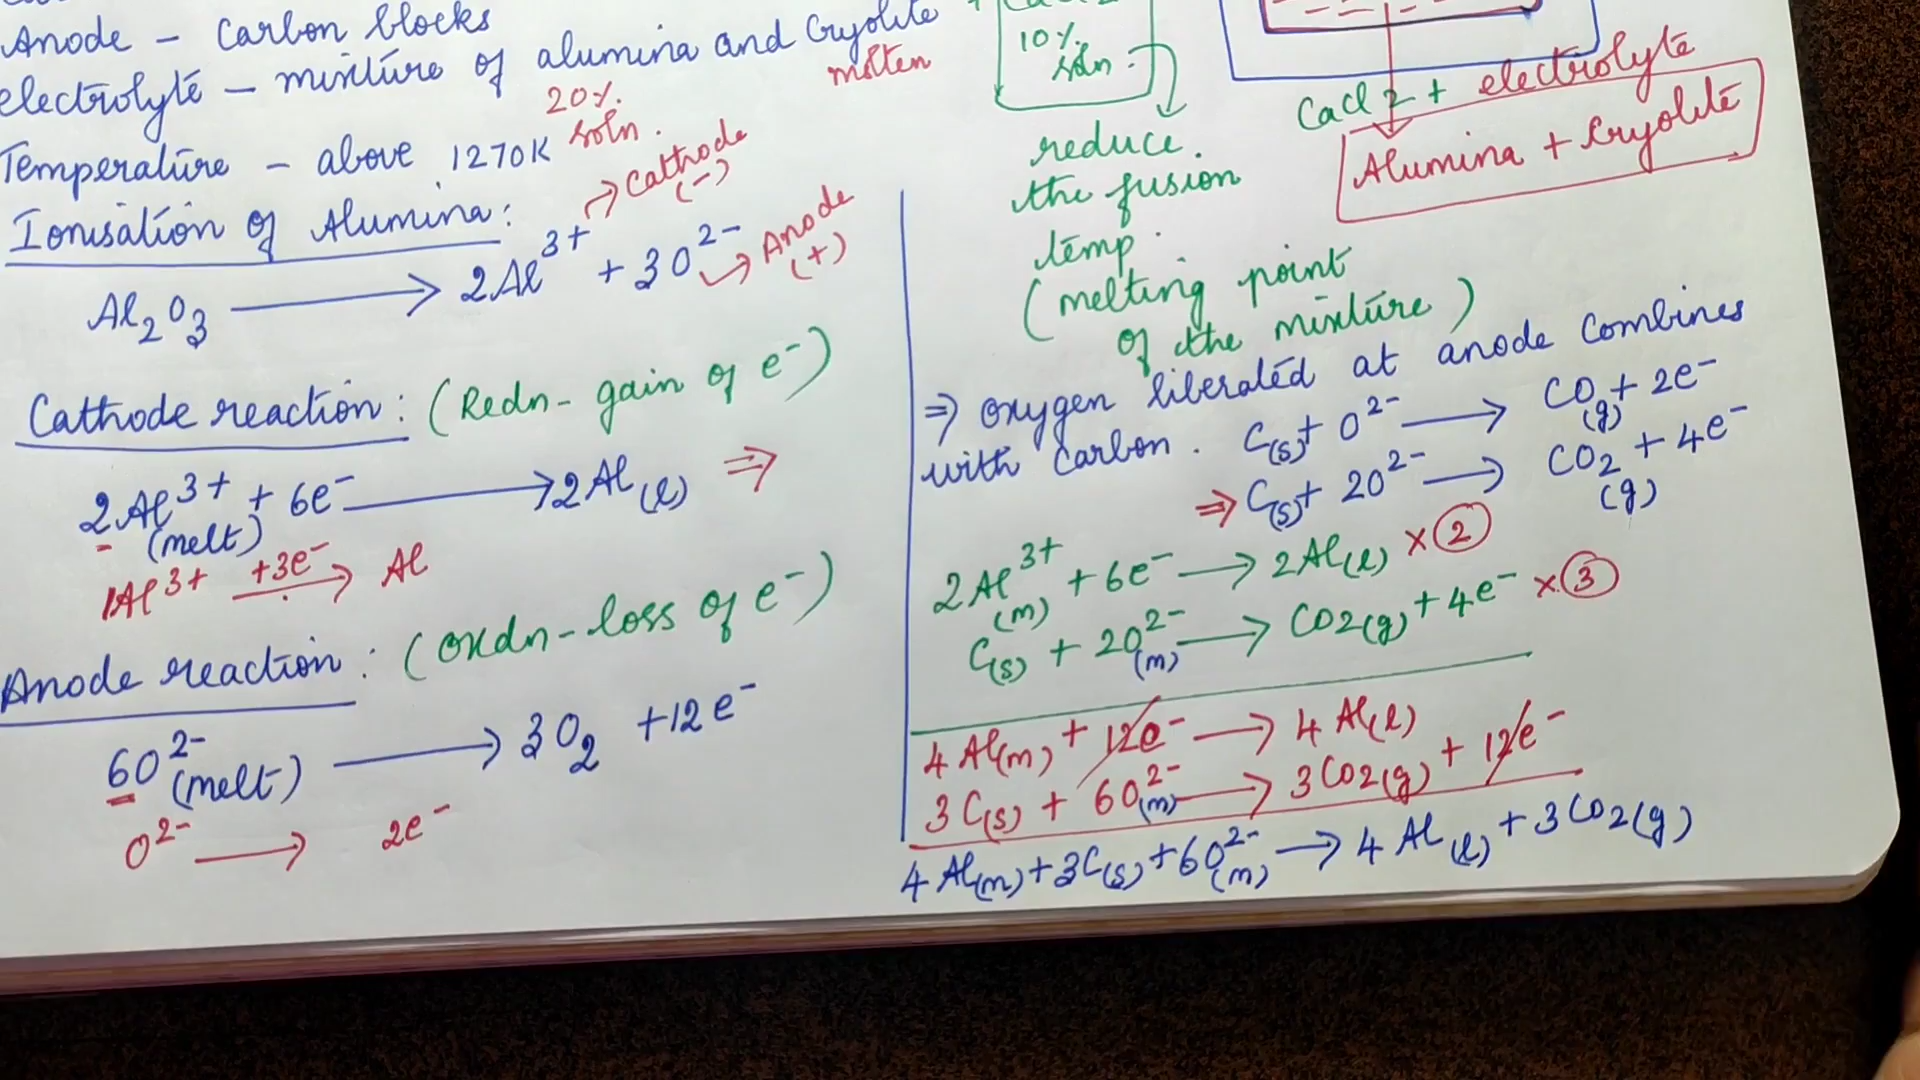 Anode - Carbon blocks
electrolyte - mixture of alumina and Cryolite +
molten
20%.
soln.
Temperature - above 1270K
Ionisation of Alumina:
Al2O3 ⟶ 2Al³⁺ + 3O²⁻
→ Cathode
(-)
→ Anode
(+)
Cathode reaction: (Redn - gain of e⁻)
2Al³⁺ + 6e⁻ ⟶ 2Al(l) ⇒
(melt)
1Al³⁺ +3e⁻ ⟶ Al
Anode reaction: (Oxdn - loss of e⁻)
6O²⁻ (melt) ⟶ 3O2 +12e⁻
O²⁻ ⟶ 2e⁻
10%.
soln.
reduce.
the fusion
temp.
(melting point
of the mixture)
CaCl2 + electrolyte
Alumina + Cryolite
⇒ oxygen liberated at anode combines
with carbon. C(s) + O²⁻ ⟶ CO(g) + 2e⁻
⇒ C(s) + 2O²⁻ ⟶ CO2(g) + 4e⁻
2Al³⁺(m) + 6e⁻ ⟶ 2Al(l) × 2
C(s) + 2O²⁻(m) ⟶ CO2(g) + 4e⁻ × 3
4Al(m) + 12e⁻ ⟶ 4Al(l)
3C(s) + 6O²⁻(m) ⟶ 3CO2(g) + 12e⁻
4Al(m) + 3C(s) + 6O²⁻(m) ⟶ 4Al(l) + 3CO2(g)